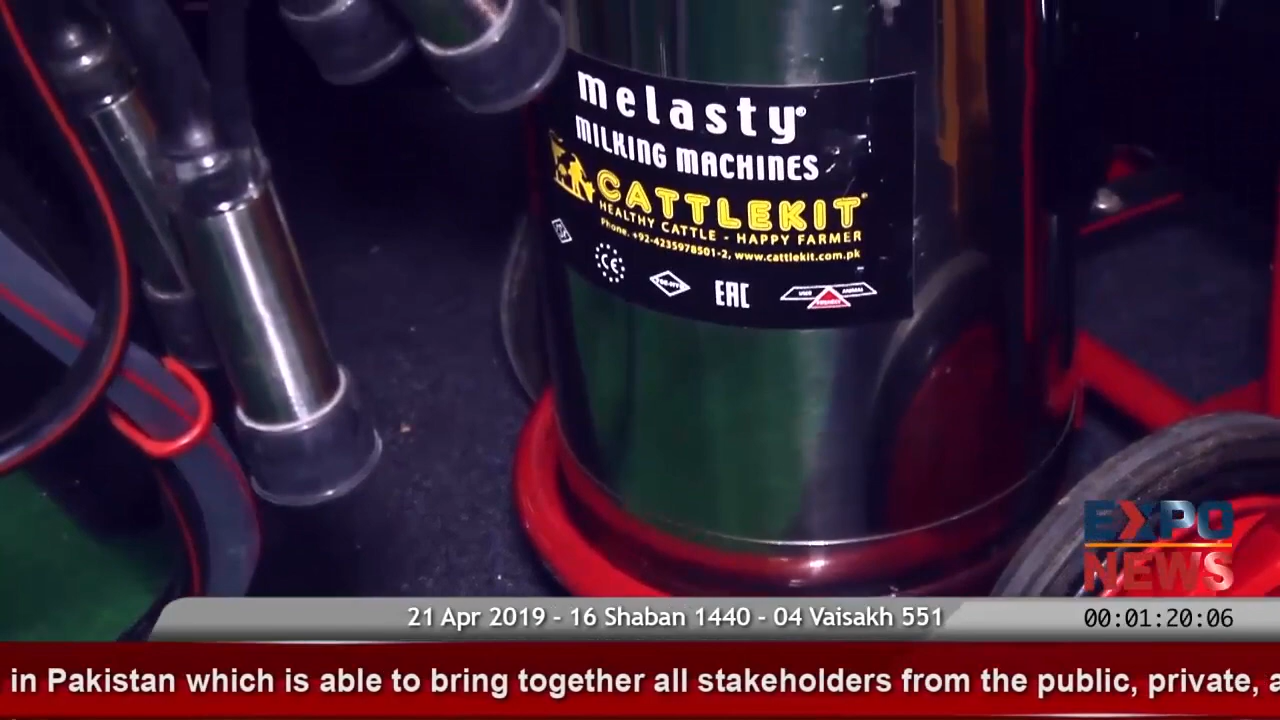 melasty®
MILKING MACHINES
CATTLEKIT
HEALTHY CATTLE - HAPPY FARMER
Phone. +92-4235978501-2, www.cattlekit.com.pk
CE
EAC
EXPO
NEWS
21 Apr 2019 - 16 Shaban 1440 - 04 Vaisakh 551
00:01:20:06
in Pakistan which is able to bring together all stakeholders from the public, private, a